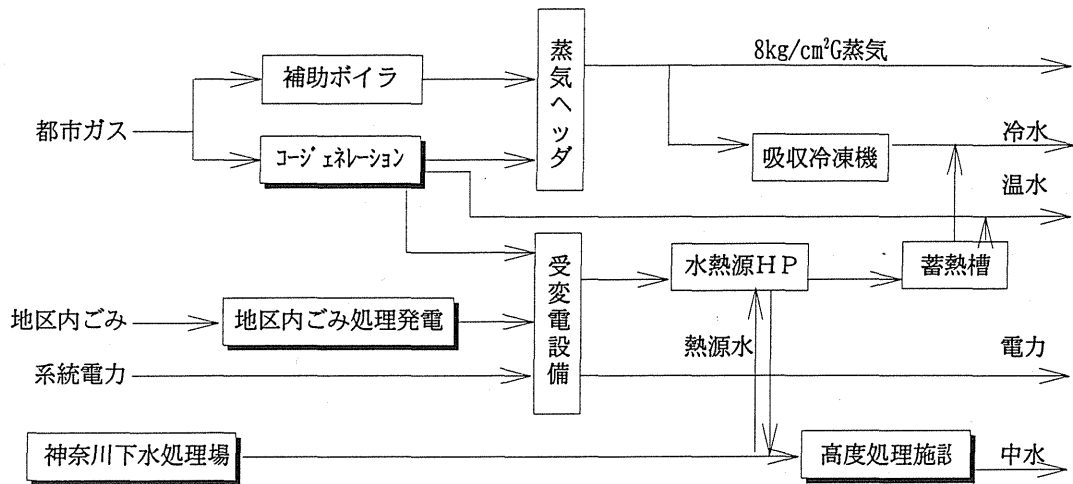 8kg/cm²G蒸気
補助ボイラ
蒸気ヘッダ
都市ガス
コージェネレーション
吸収冷凍機
冷水
温水
受変電設備
水熱源HP
蓄熱槽
地区内ごみ
地区内ごみ処理発電
熱源水
電力
系統電力
神奈川下水処理場
高度処理施設
中水